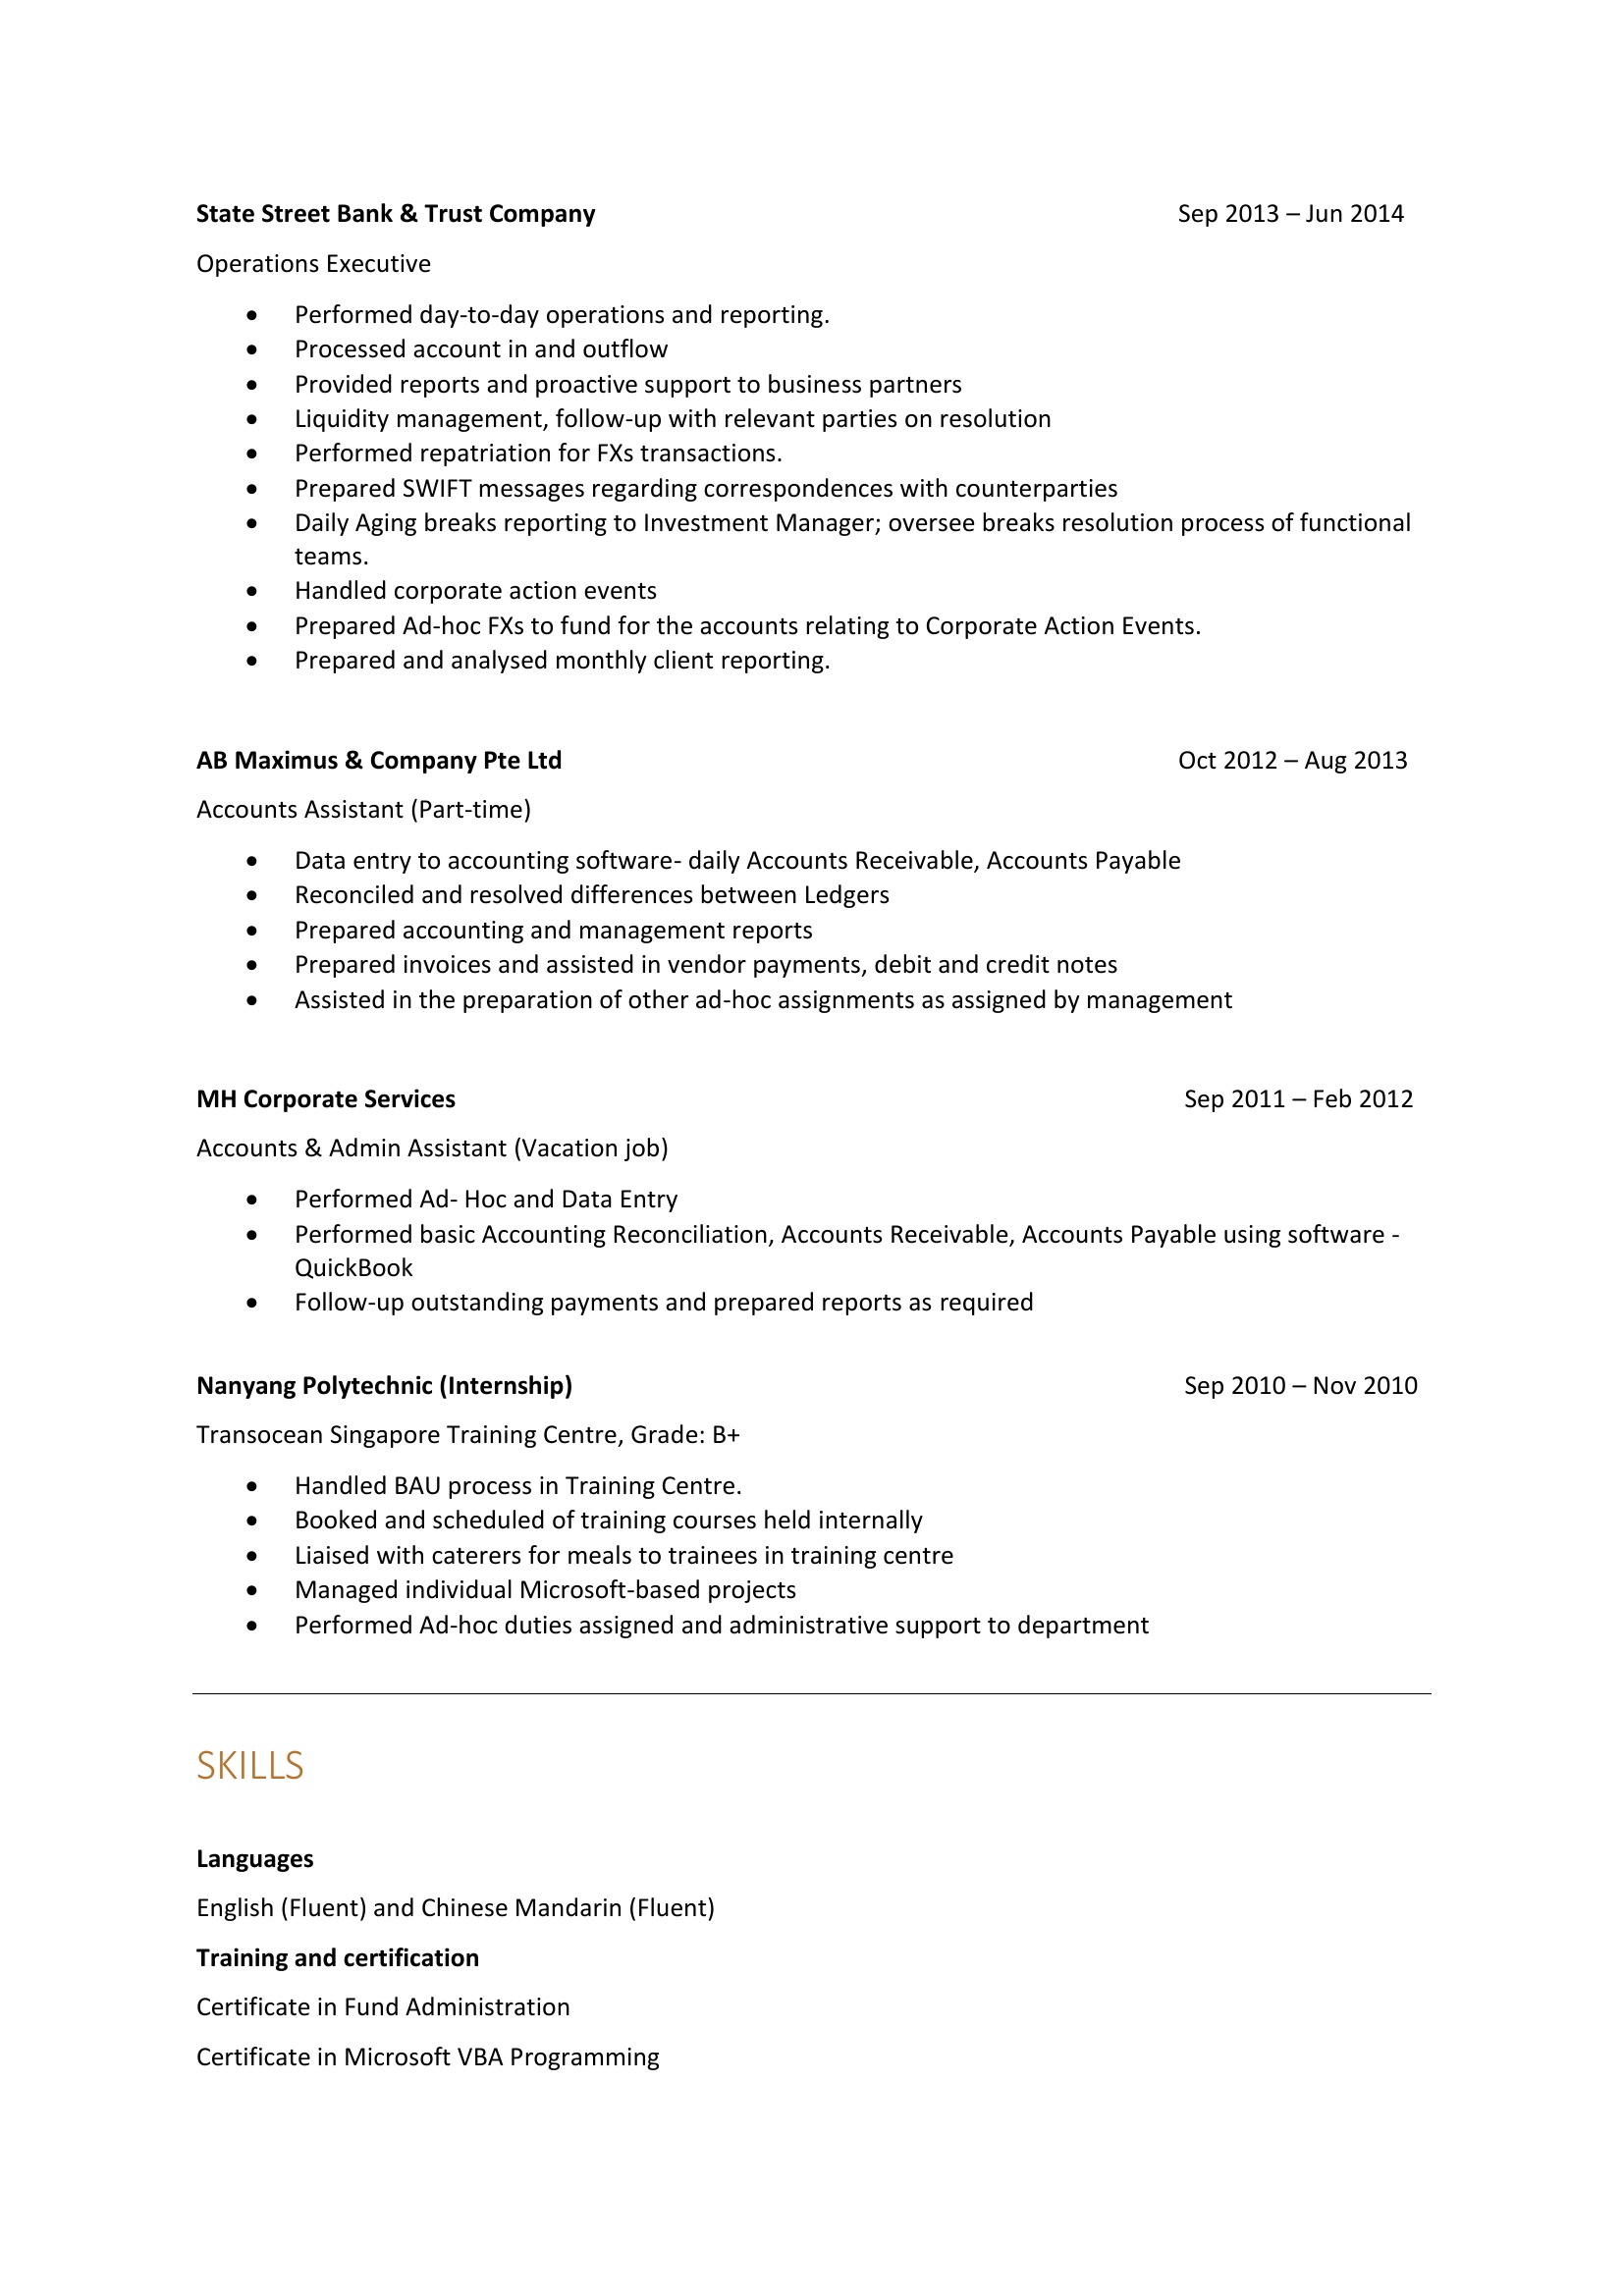 State Street Bank & Trust Company Sep 2013 – Jun 2014
Operations Executive
• Performed day-to-day operations and reporting.
• Processed account in and outflow
• Provided reports and proactive support to business partners
• Liquidity management, follow-up with relevant parties on resolution
• Performed repatriation for FXs transactions.
• Prepared SWIFT messages regarding correspondences with counterparties
• Daily Aging breaks reporting to Investment Manager; oversee breaks resolution process of functional
teams.
• Handled corporate action events
• Prepared Ad-hoc FXs to fund for the accounts relating to Corporate Action Events.
• Prepared and analysed monthly client reporting.
AB Maximus & Company Pte Ltd Oct 2012 – Aug 2013
Accounts Assistant (Part-time)
• Data entry to accounting software- daily Accounts Receivable, Accounts Payable
• Reconciled and resolved differences between Ledgers
• Prepared accounting and management reports
• Prepared invoices and assisted in vendor payments, debit and credit notes
• Assisted in the preparation of other ad-hoc assignments as assigned by management
MH Corporate Services Sep 2011 – Feb 2012
Accounts & Admin Assistant (Vacation job)
• Performed Ad- Hoc and Data Entry
• Performed basic Accounting Reconciliation, Accounts Receivable, Accounts Payable using software -
QuickBook
• Follow-up outstanding payments and prepared reports as required
Nanyang Polytechnic (Internship) Sep 2010 – Nov 2010
Transocean Singapore Training Centre, Grade: B+
• Handled BAU process in Training Centre.
• Booked and scheduled of training courses held internally
• Liaised with caterers for meals to trainees in training centre
• Managed individual Microsoft-based projects
• Performed Ad-hoc duties assigned and administrative support to department
SKILLS
Languages
English (Fluent) and Chinese Mandarin (Fluent)
Training and certification
Certificate in Fund Administration
Certificate in Microsoft VBA Programming